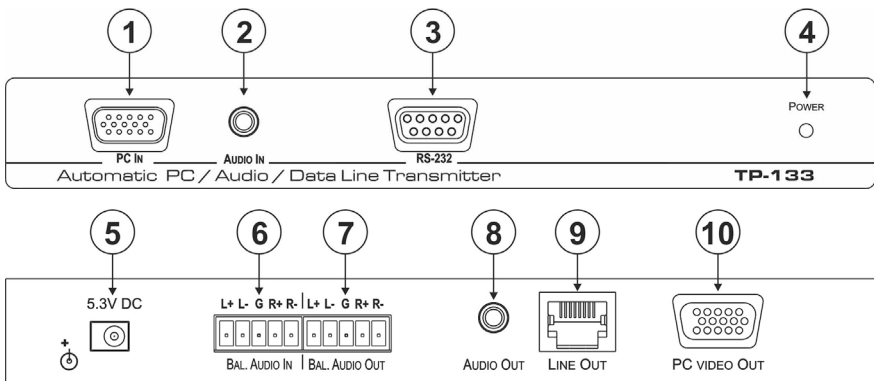 1 2 3 4
POWER
PC IN AUDIO IN RS-232
Automatic PC / Audio / Data Line Transmitter TP-133
5 6 7 8 9 10
5.3V DC L+ L- G R+ R- L+ L- G R+ R-
+
BAL. AUDIO IN BAL. AUDIO OUT AUDIO OUT LINE OUT PC VIDEO OUT